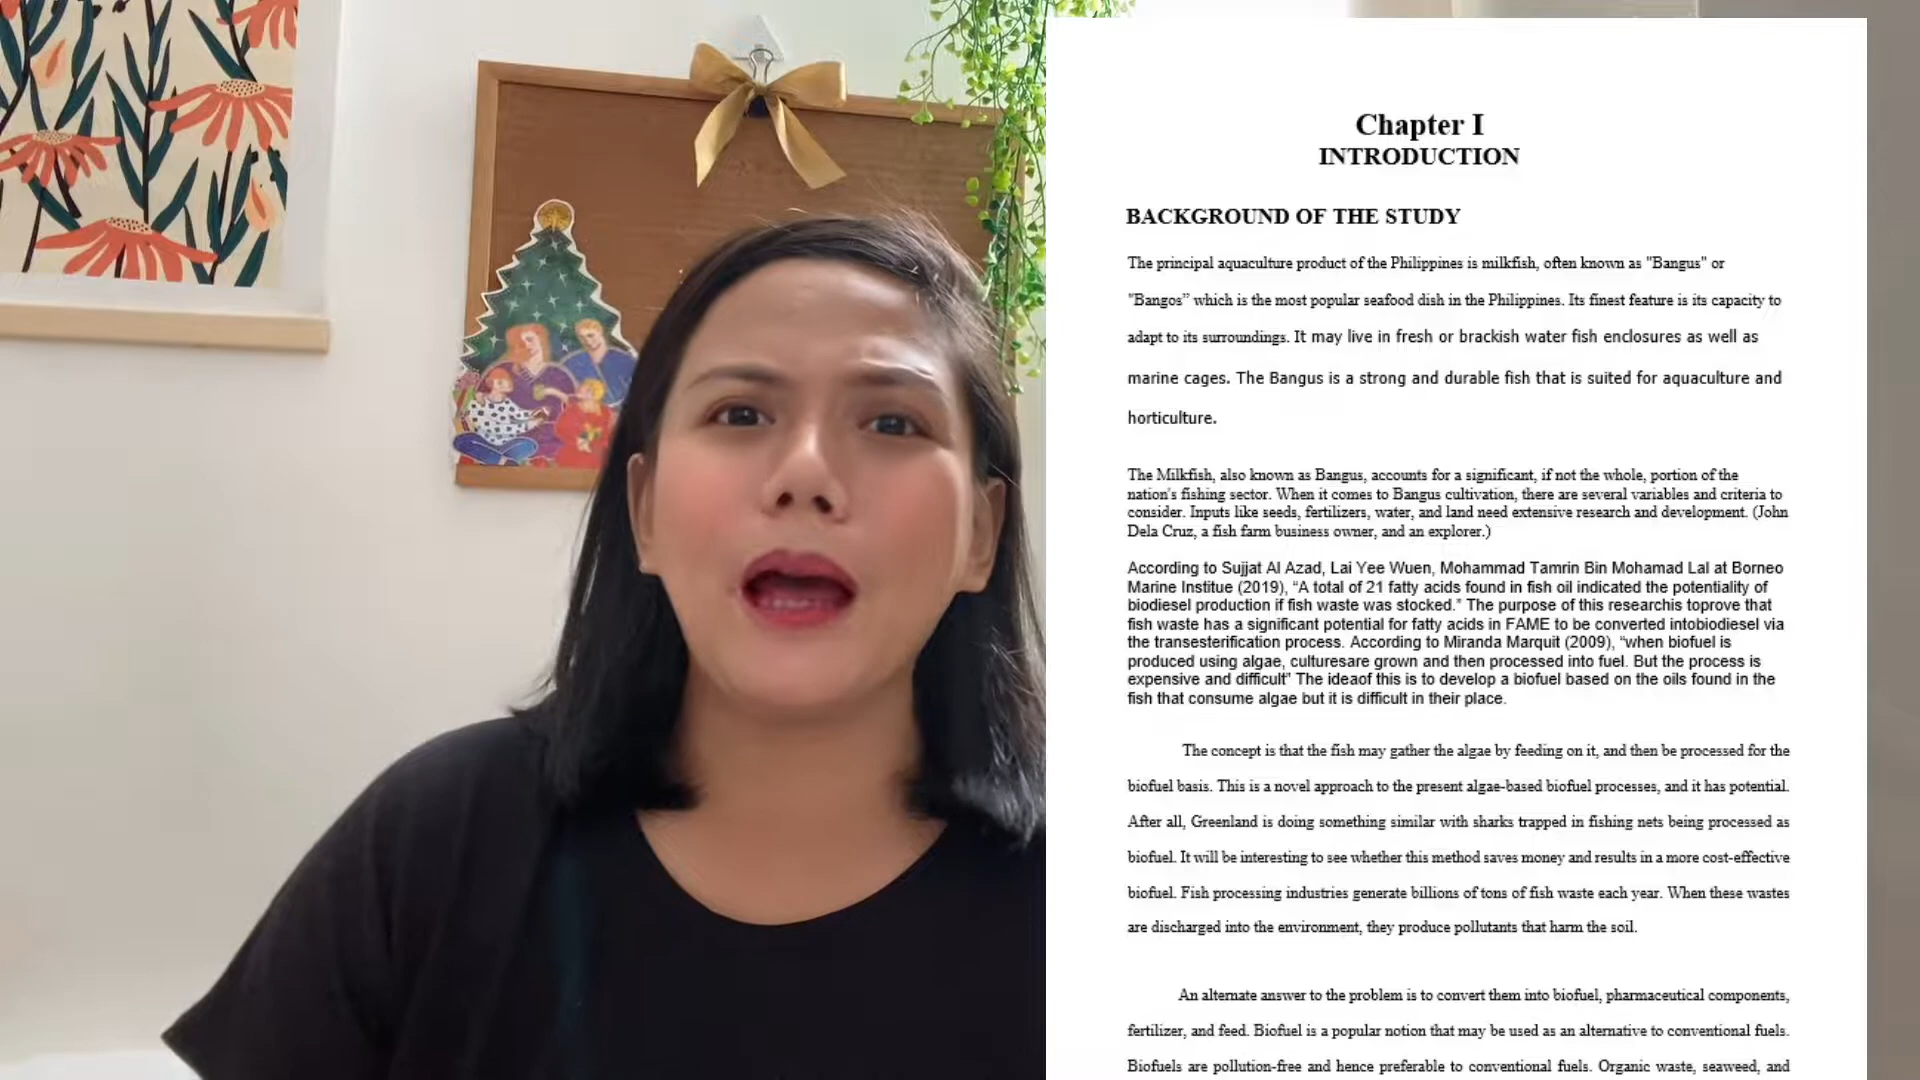 Chapter I
INTRODUCTION
BACKGROUND OF THE STUDY
The principal aquaculture product of the Philippines is milkfish, often known as "Bangus" or
"Bangos” which is the most popular seafood dish in the Philippines. Its finest feature is its capacity to
adapt to its surroundings. It may live in fresh or brackish water fish enclosures as well as
marine cages. The Bangus is a strong and durable fish that is suited for aquaculture and
horticulture.
The Milkfish, also known as Bangus, accounts for a significant, if not the whole, portion of the
nation's fishing sector. When it comes to Bangus cultivation, there are several variables and criteria to
consider. Inputs like seeds, fertilizers, water, and land need extensive research and development. (John
Dela Cruz, a fish farm business owner, and an explorer.)
According to Sujjat Al Azad, Lai Yee Wuen, Mohammad Tamrin Bin Mohamad Lal at Borneo
Marine Institue (2019), “A total of 21 fatty acids found in fish oil indicated the potentiality of
biodiesel production if fish waste was stocked.” The purpose of this researchis toprove that
fish waste has a significant potential for fatty acids in FAME to be converted intobiodiesel via
the transesterification process. According to Miranda Marquit (2009), “when biofuel is
produced using algae, culturesare grown and then processed into fuel. But the process is
expensive and difficult” The ideaof this is to develop a biofuel based on the oils found in the
fish that consume algae but it is difficult in their place.
The concept is that the fish may gather the algae by feeding on it, and then be processed for the
biofuel basis. This is a novel approach to the present algae-based biofuel processes, and it has potential.
After all, Greenland is doing something similar with sharks trapped in fishing nets being processed as
biofuel. It will be interesting to see whether this method saves money and results in a more cost-effective
biofuel. Fish processing industries generate billions of tons of fish waste each year. When these wastes
are discharged into the environment, they produce pollutants that harm the soil.
An alternate answer to the problem is to convert them into biofuel, pharmaceutical components,
fertilizer, and feed. Biofuel is a popular notion that may be used as an alternative to conventional fuels.
Biofuels are pollution-free and hence preferable to conventional fuels. Organic waste, seaweed, and